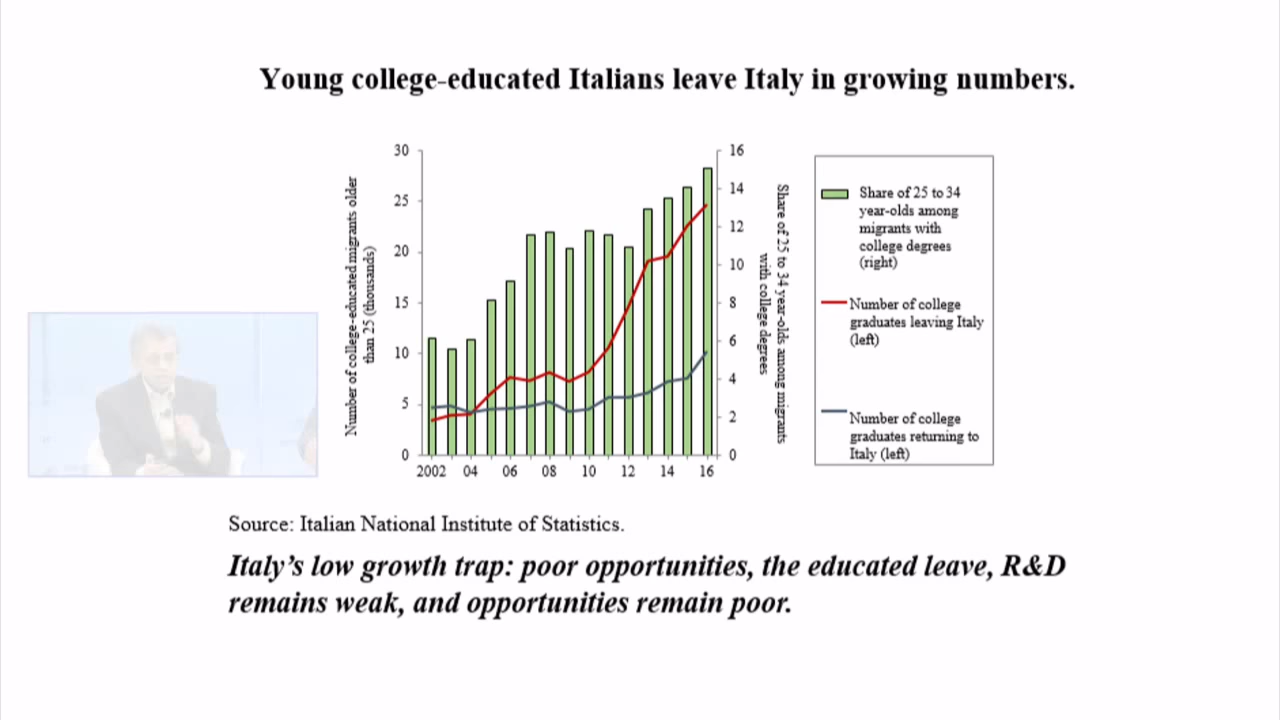 Young college-educated Italians leave Italy in growing numbers.
Number of college-educated migrants older
than 25 (thousands)
30
25
20
15
10
5
0
2002 04 06 08 10 12 14 16
16
14
12
10
8
6
4
2
0
Share of 25 to 34 year-olds among migrants
with college degrees
Share of 25 to 34
year-olds among
migrants with
college degrees
(right)
Number of college
graduates leaving Italy
(left)
Number of college
graduates returning to
Italy (left)
Source: Italian National Institute of Statistics.
Italy's low growth trap: poor opportunities, the educated leave, R&D
remains weak, and opportunities remain poor.